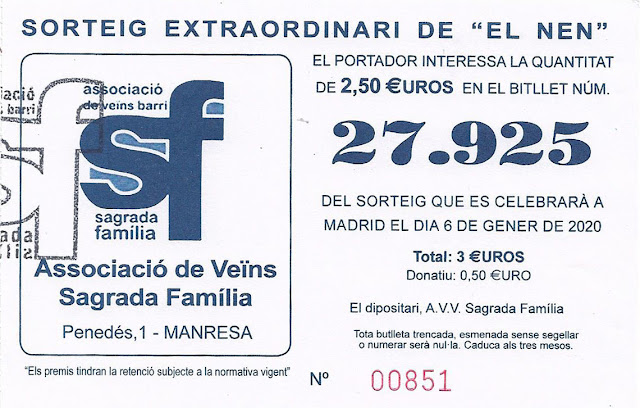 SORTEIG EXTRAORDINARI DE "EL NEN"
associació
de veïns barri
sf
sagrada
família
Associació de Veïns
Sagrada Família
Penedés,1 - MANRESA
"Els premis tindran la retenció subjecte a la normativa vigent"
EL PORTADOR INTERESSA LA QUANTITAT
DE 2,50 €UROS EN EL BITLLET NÚM.
27.925
DEL SORTEIG QUE ES CELEBRARÀ A
MADRID EL DIA 6 DE GENER DE 2020
Total: 3 €UROS
Donatiu: 0,50 €URO
El dipositari, A.V.V. Sagrada Família
Tota butlleta trencada, esmenada sense segellar
o numerar serà nul·la. Caduca als tres mesos.
Nº 00851
ació
barri